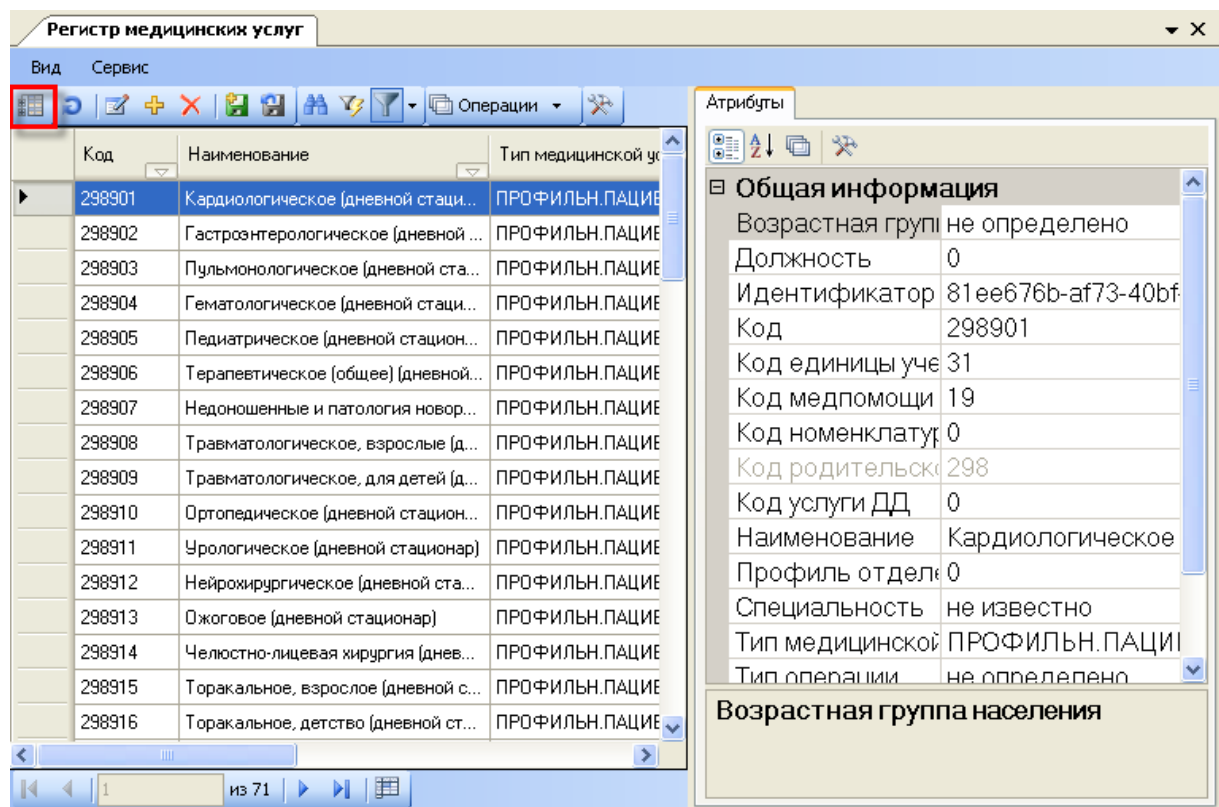 Регистр медицинских услуг
Вид Сервис
Операции
Код Наименование Тип медицинской ус
298901 Кардиологическое (дневной стаци... ПРОФИЛЬН.ПАЦИЕ
298902 Гастроэнтерологическое (дневной ... ПРОФИЛЬН.ПАЦИЕ
298903 Пульмонологическое (дневной ста... ПРОФИЛЬН.ПАЦИЕ
298904 Гематологическое (дневной стаци... ПРОФИЛЬН.ПАЦИЕ
298905 Педиатрическое (дневной стацион... ПРОФИЛЬН.ПАЦИЕ
298906 Терапевтическое (общее) (дневной... ПРОФИЛЬН.ПАЦИЕ
298907 Недоношенные и патология новор... ПРОФИЛЬН.ПАЦИЕ
298908 Травматологическое, взрослые (д... ПРОФИЛЬН.ПАЦИЕ
298909 Травматологическое, для детей (д... ПРОФИЛЬН.ПАЦИЕ
298910 Ортопедическое (дневной стацион... ПРОФИЛЬН.ПАЦИЕ
298911 Урологическое (дневной стационар) ПРОФИЛЬН.ПАЦИЕ
298912 Нейрохирургическое (дневной ста... ПРОФИЛЬН.ПАЦИЕ
298913 Ожоговое (дневной стационар) ПРОФИЛЬН.ПАЦИЕ
298914 Челюстно-лицевая хирургия (днев... ПРОФИЛЬН.ПАЦИЕ
298915 Торакальное, взрослое (дневной с... ПРОФИЛЬН.ПАЦИЕ
298916 Торакальное, детство (дневной ст... ПРОФИЛЬН.ПАЦИЕ
1 из 71
Атрибуты
Общая информация
Возрастная групп не определено
Должность 0
Идентификатор 81ee676b-af73-40bf-
Код 298901
Код единицы уче 31
Код медпомощи 19
Код номенклатур 0
Код родительско 298
Код услуги ДД 0
Наименование Кардиологическое
Профиль отделе 0
Специальность не известно
Тип медицинской ПРОФИЛЬН.ПАЦИ
Тип операции не определено
Возрастная группа населения